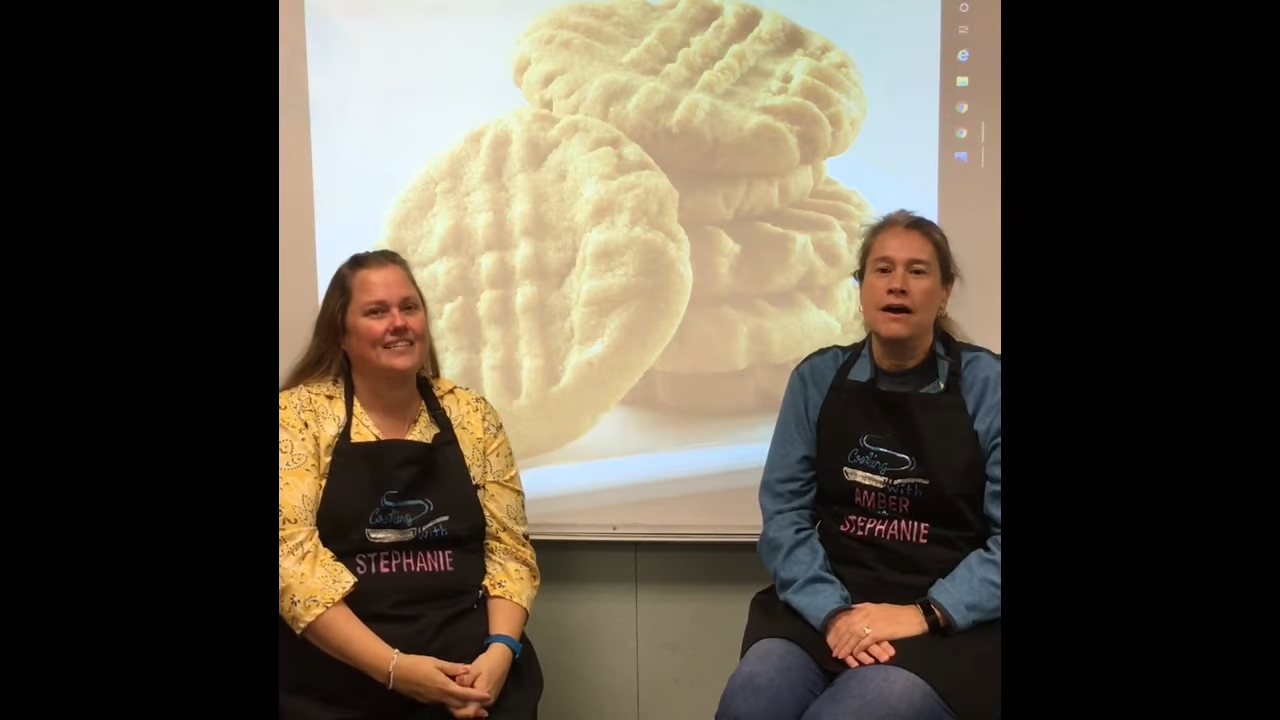 Cooking
With
STEPHANIE
Cooking
With
AMBER
STEPHANIE